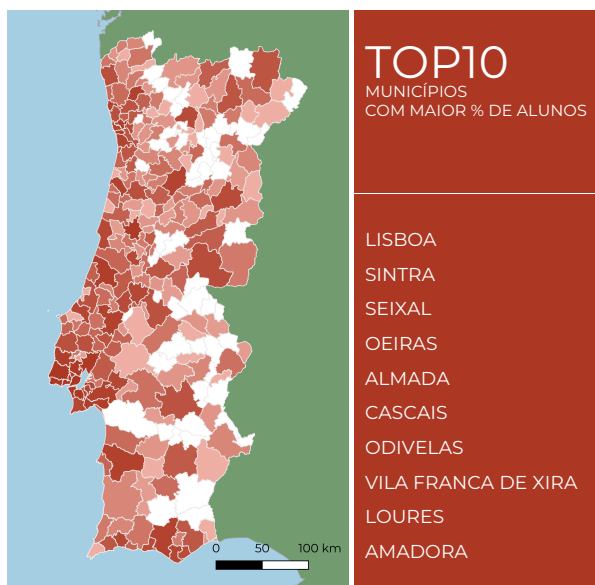 TOP10
MUNICÍPIOS
COM MAIOR % DE ALUNOS
LISBOA
SINTRA
SEIXAL
OEIRAS
ALMADA
CASCAIS
ODIVELAS
VILA FRANCA DE XIRA
LOURES
AMADORA
0 50 100 km